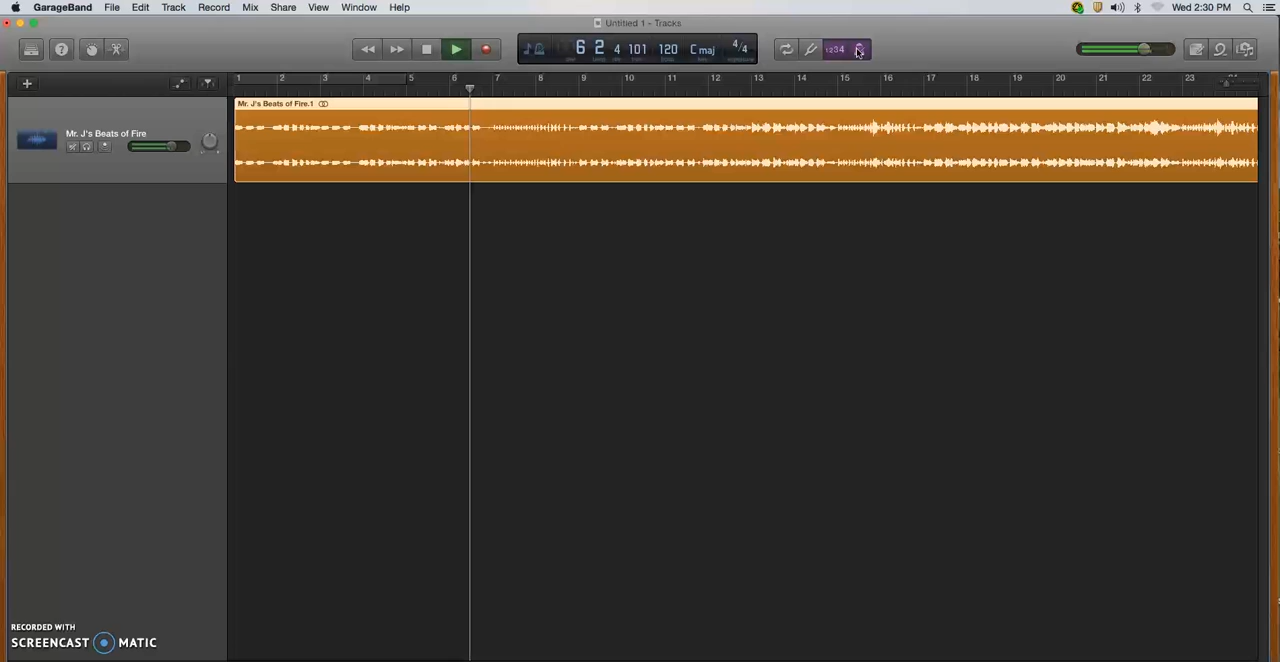 GarageBand File Edit Track Record Mix Share View Window Help Wed 2:30 PM
Untitled 1 - Tracks
6 2 4 101 120 C maj 4/4 1234
1 2 3 4 5 6 7 8 9 10 11 12 13 14 15 16 17 18 19 20 21 22 23
Mr. J's Beats of Fire.1
Mr. J's Beats of Fire
RECORDED WITH
SCREENCAST MATIC